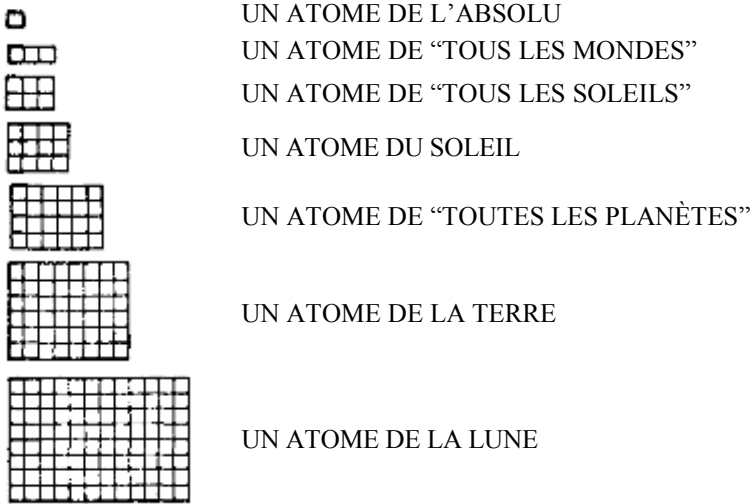 UN ATOME DE L’ABSOLU
UN ATOME DE “TOUS LES MONDES”
UN ATOME DE “TOUS LES SOLEILS”
UN ATOME DU SOLEIL
UN ATOME DE “TOUTES LES PLANÈTES”
UN ATOME DE LA TERRE
UN ATOME DE LA LUNE